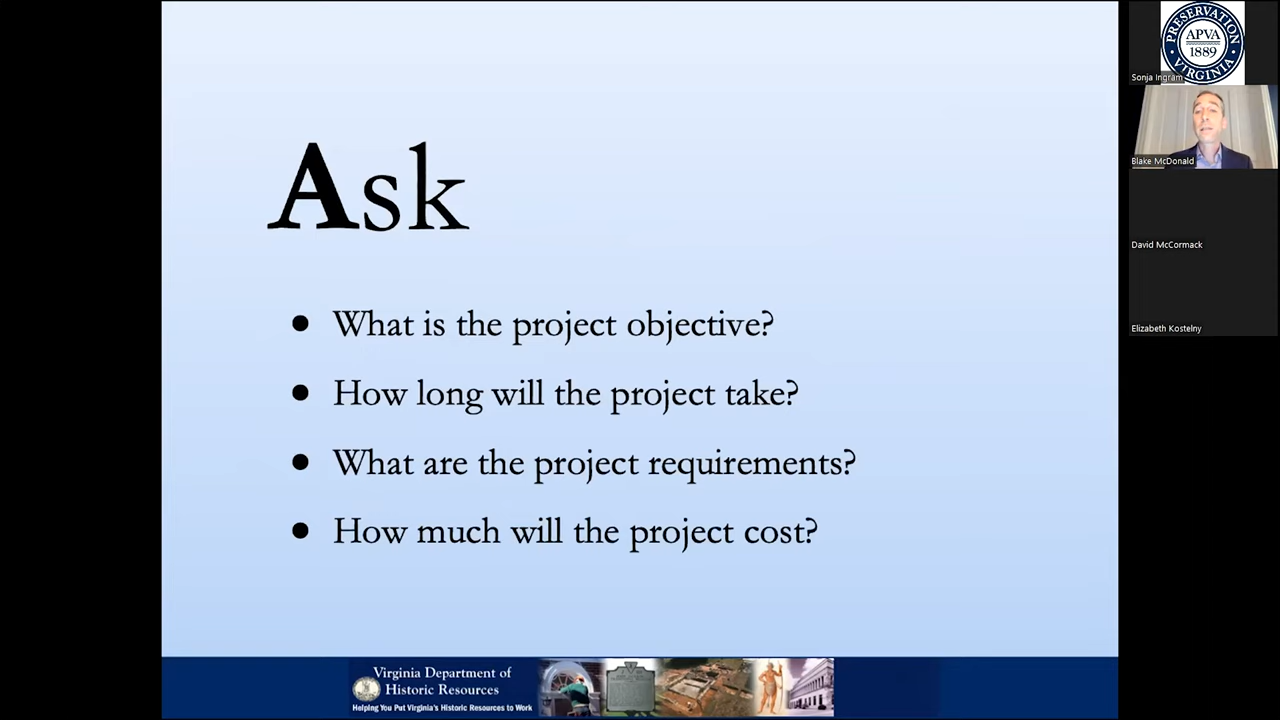 Ask
What is the project objective?
How long will the project take?
What are the project requirements?
How much will the project cost?
Virginia Department of
Historic Resources
Helping You Put Virginia's Historic Resources to Work
PRESERVATION
APVA
1889
VIRGINIA
Sonja Ingram
Blake McDonald
David McCormack
Elizabeth Kostelny